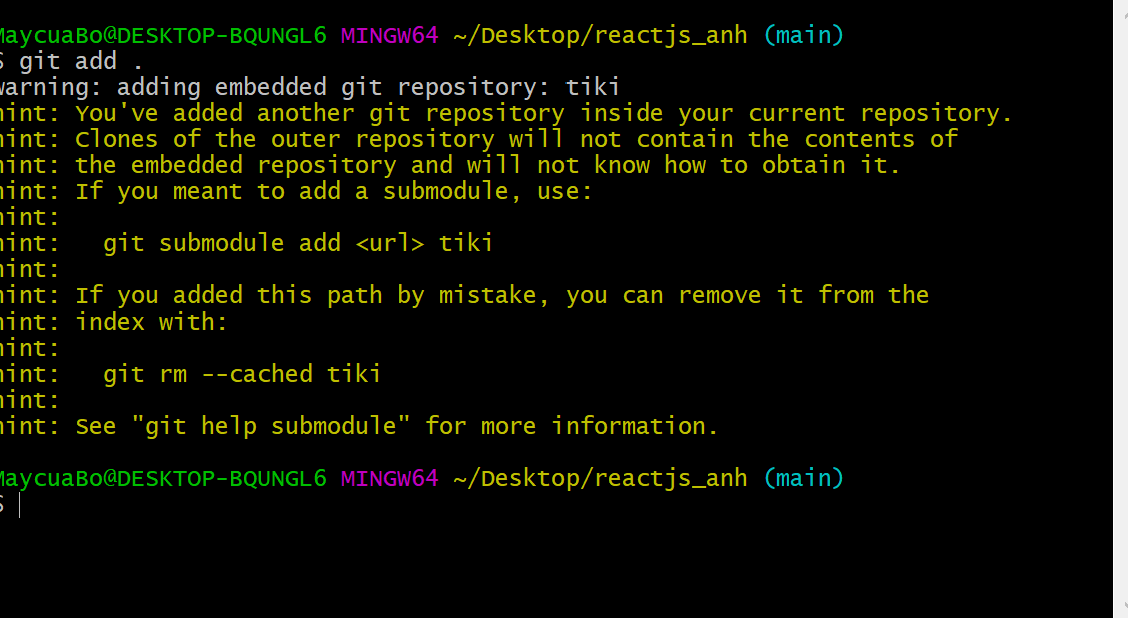 MaycuaBo@DESKTOP-BQUNGL6 MINGW64 ~/Desktop/reactjs_anh (main)
$ git add .
warning: adding embedded git repository: tiki
hint: You've added another git repository inside your current repository.
hint: Clones of the outer repository will not contain the contents of
hint: the embedded repository and will not know how to obtain it.
hint: If you meant to add a submodule, use:
hint:
hint:   git submodule add <url> tiki
hint:
hint: If you added this path by mistake, you can remove it from the
hint: index with:
hint:
hint:   git rm --cached tiki
hint:
hint: See "git help submodule" for more information.
MaycuaBo@DESKTOP-BQUNGL6 MINGW64 ~/Desktop/reactjs_anh (main)
$